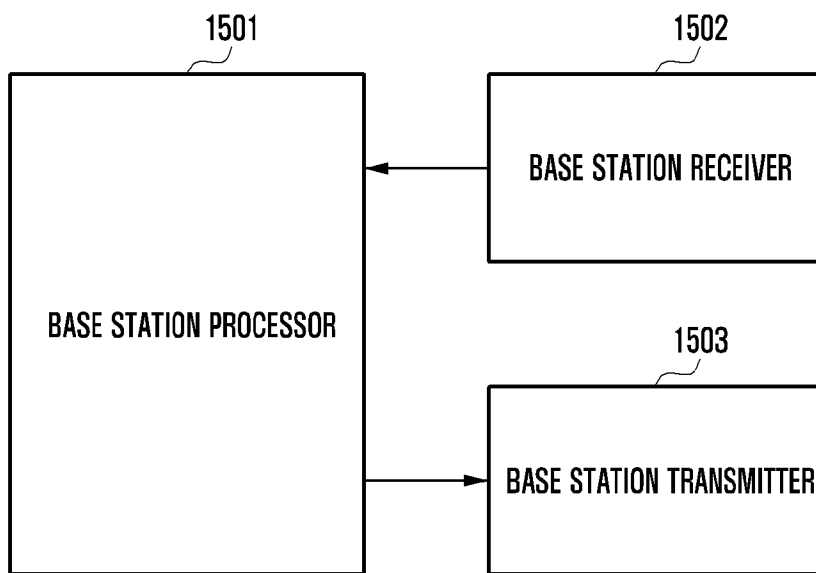 1501
1502
BASE STATION RECEIVER
BASE STATION PROCESSOR
1503
BASE STATION TRANSMITTER